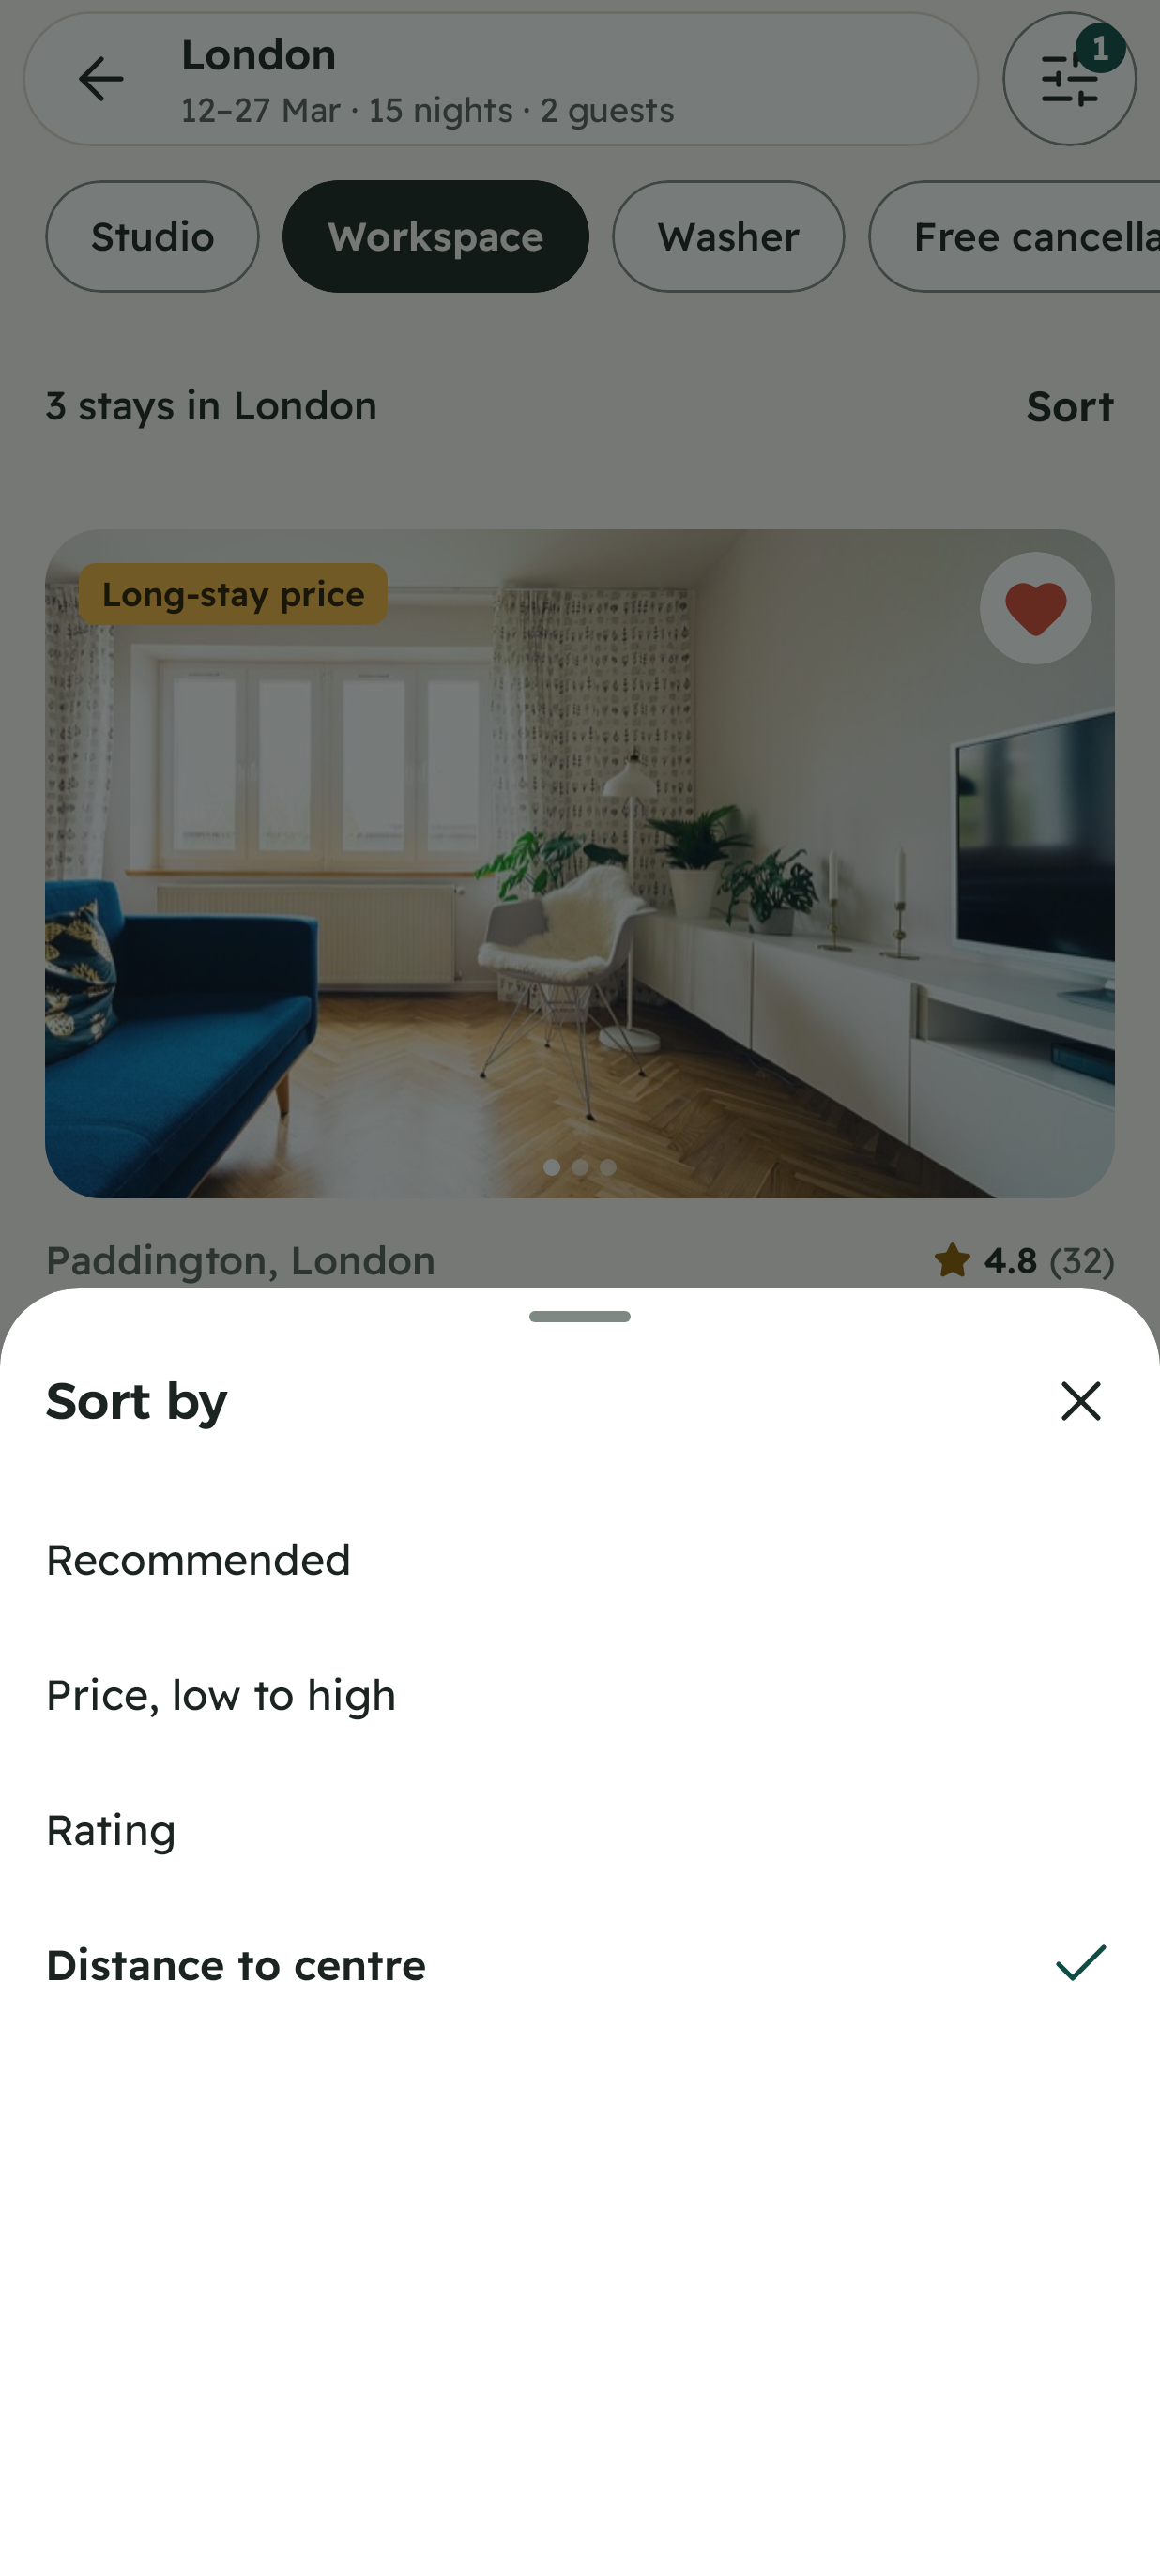 London
12–27 Mar · 15 nights · 2 guests
1
Studio
Workspace
Washer
Free cancella
3 stays in London
Sort
Long-stay price
Paddington, London
4.8 (32)
Sort by
Recommended
Price, low to high
Rating
Distance to centre